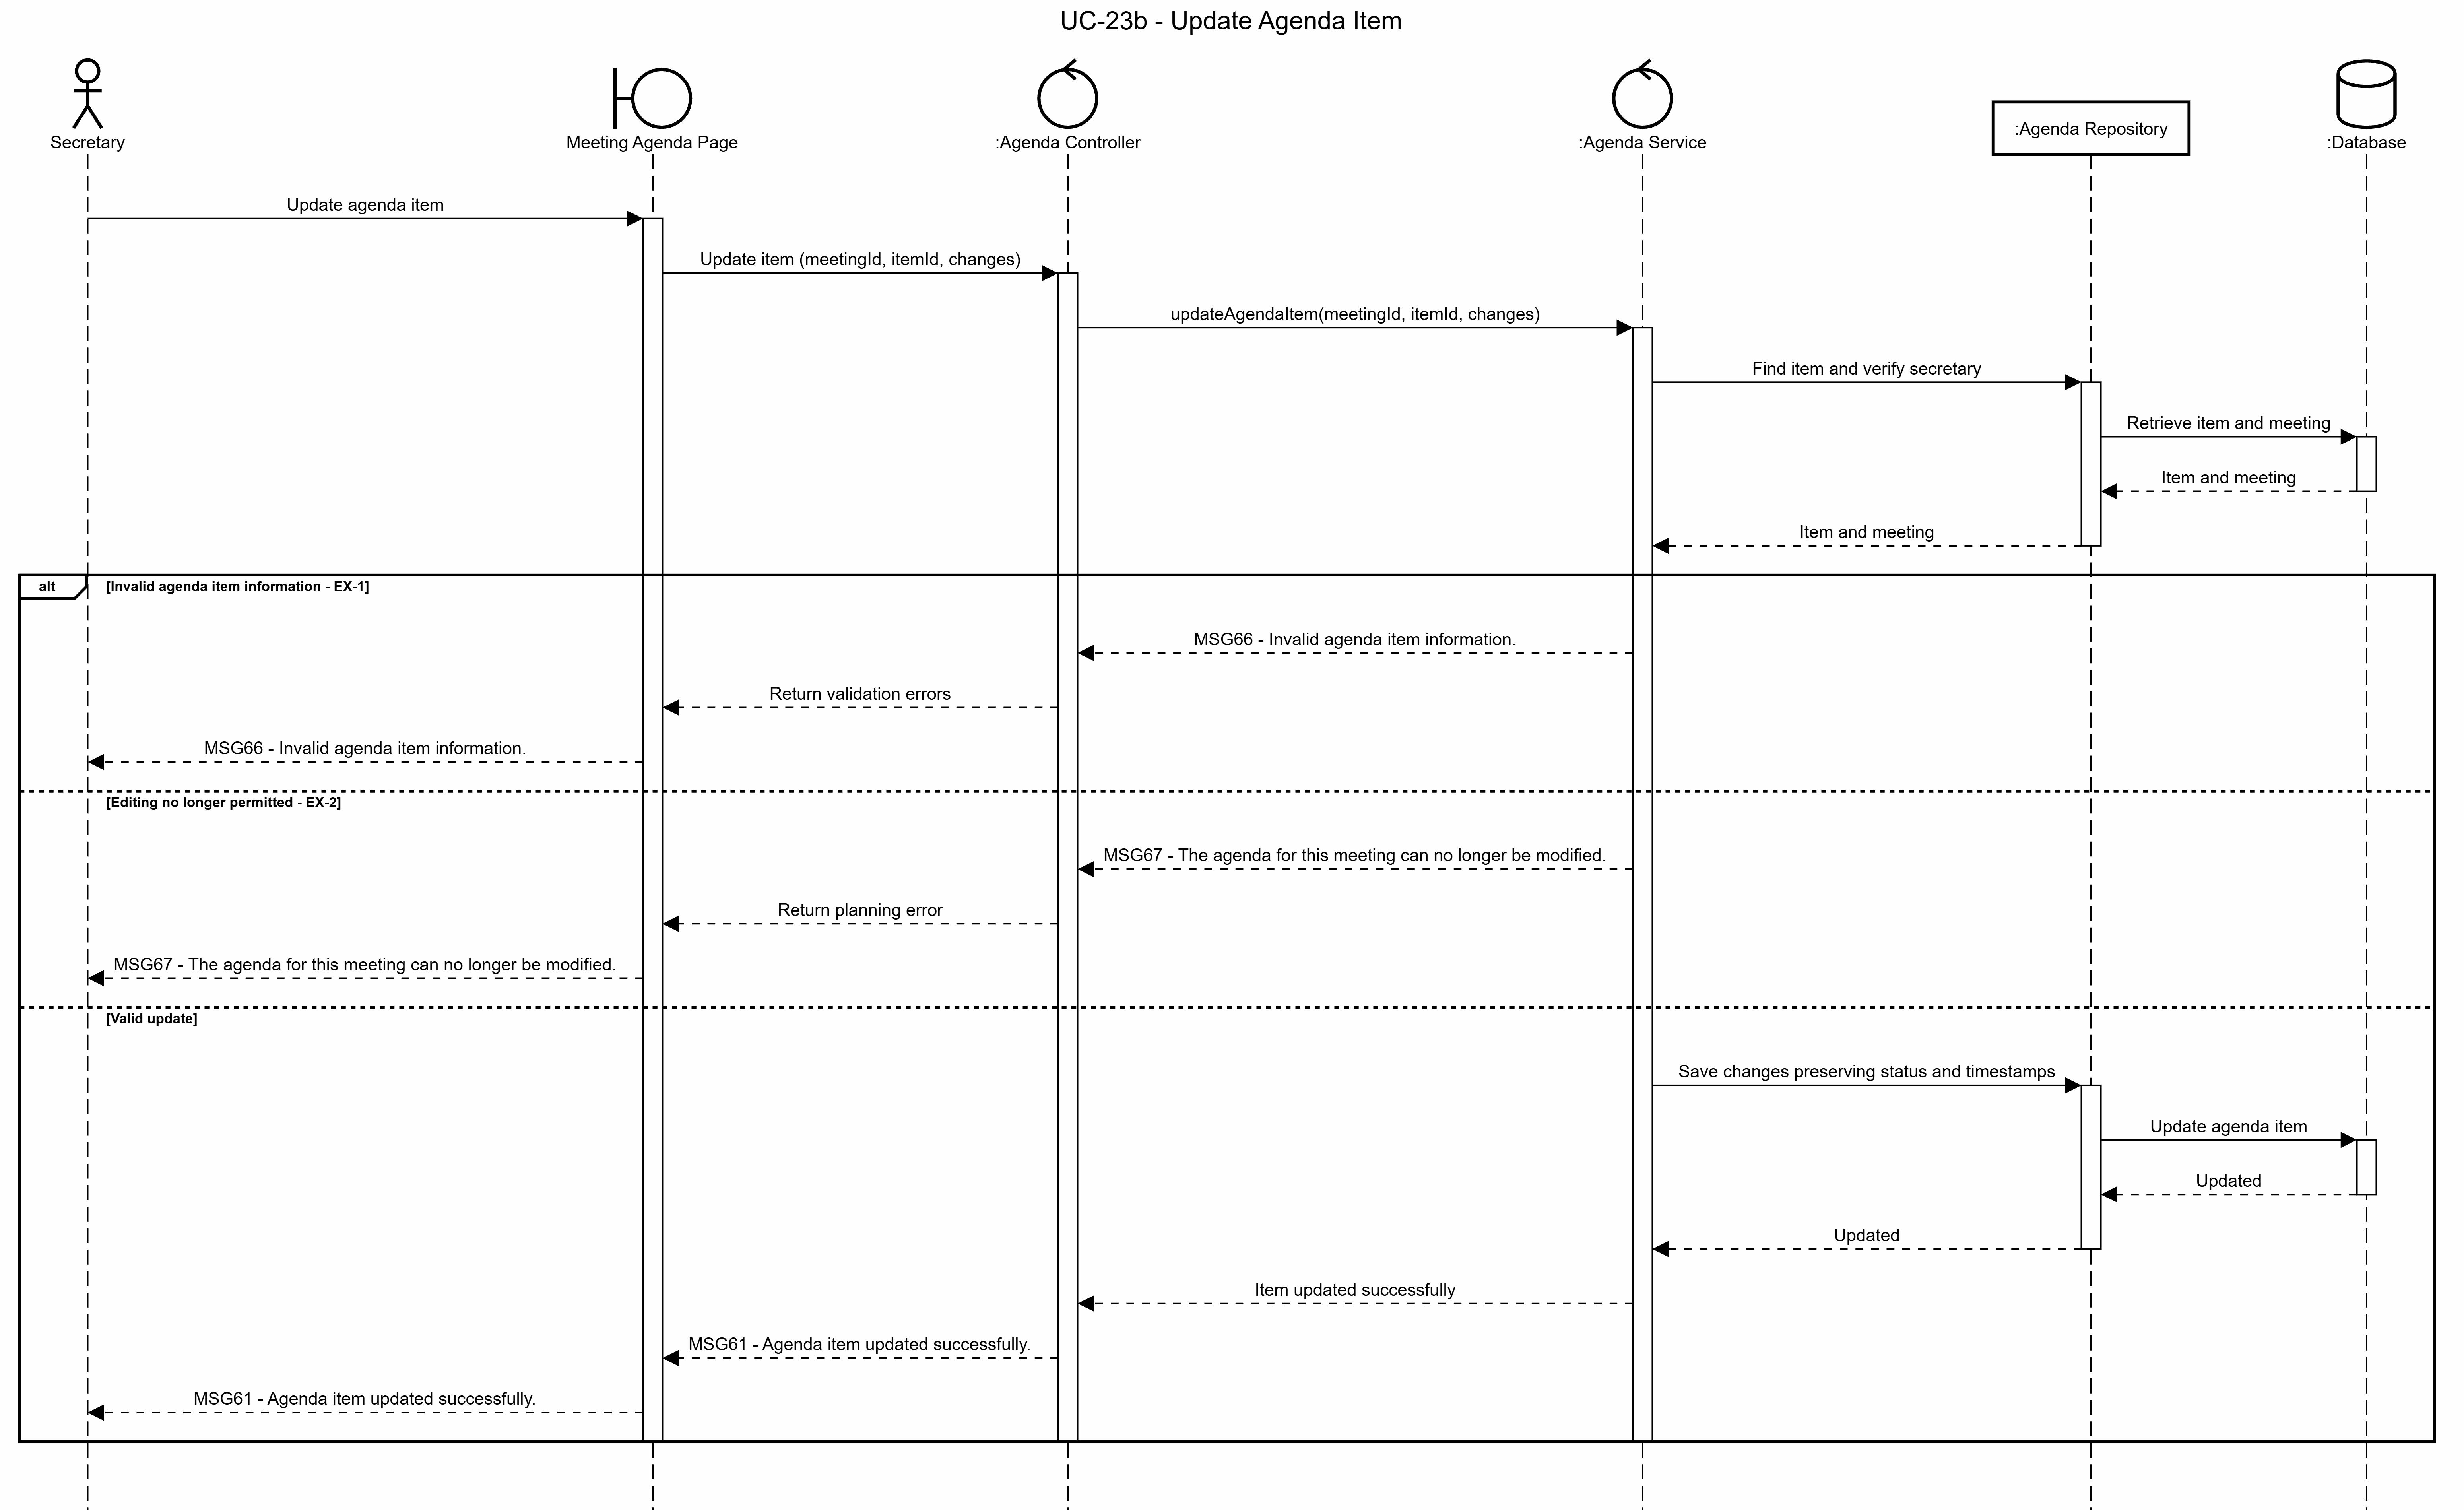 UC-23b - Update Agenda Item
Secretary
Meeting Agenda Page
:Agenda Controller
:Agenda Service
:Agenda Repository
:Database
Update agenda item
Update item (meetingId, itemId, changes)
updateAgendaItem(meetingId, itemId, changes)
Find item and verify secretary
Retrieve item and meeting
Item and meeting
Item and meeting
alt
[Invalid agenda item information - EX-1]
MSG66 - Invalid agenda item information.
Return validation errors
MSG66 - Invalid agenda item information.
[Editing no longer permitted - EX-2]
MSG67 - The agenda for this meeting can no longer be modified.
Return planning error
MSG67 - The agenda for this meeting can no longer be modified.
[Valid update]
Save changes preserving status and timestamps
Update agenda item
Updated
Updated
Item updated successfully
MSG61 - Agenda item updated successfully.
MSG61 - Agenda item updated successfully.